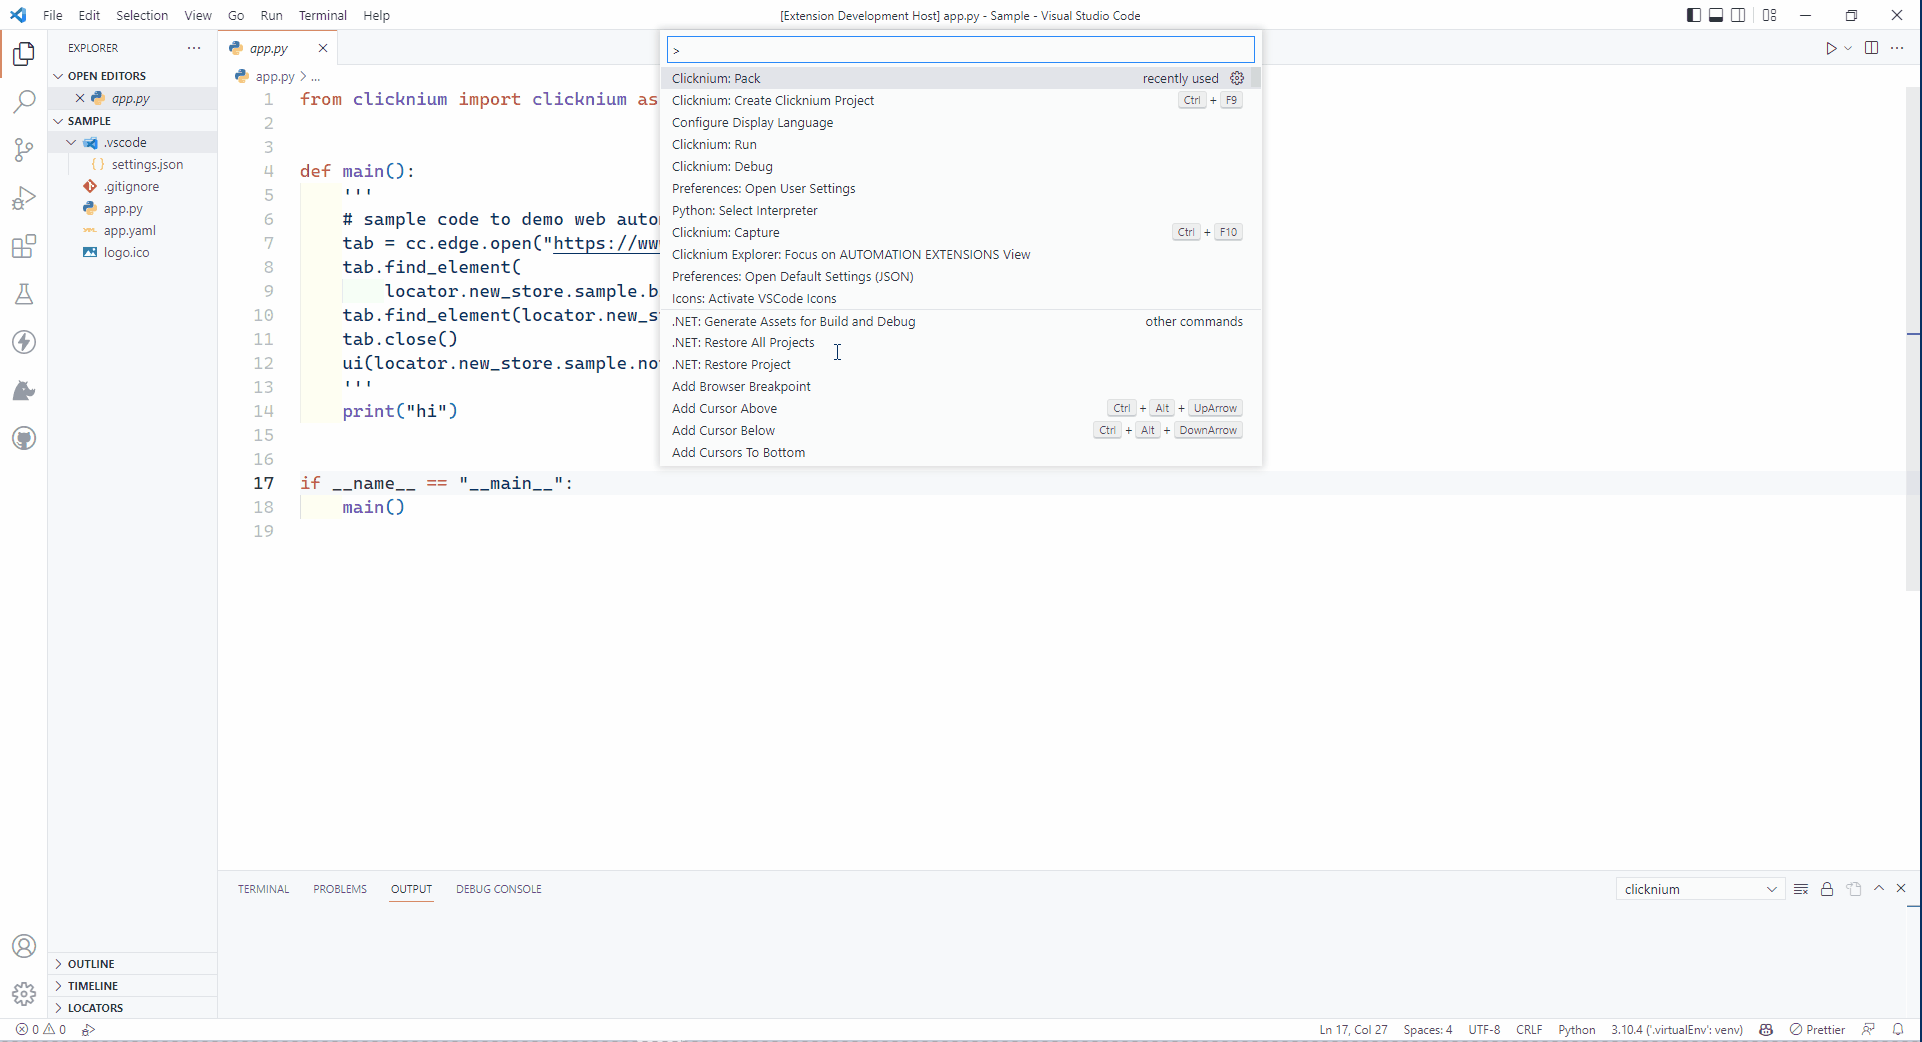 File Edit Selection View Go Run Terminal Help
[Extension Development Host] app.py - Sample - Visual Studio Code
EXPLORER
OPEN EDITORS
app.py
SAMPLE
.vscode
settings.json
.gitignore
app.py
app.yaml
logo.ico
OUTLINE
TIMELINE
LOCATORS
app.py
app.py > ...
1 from clicknium import clicknium as
2
3
4 def main():
5 '''
6 # sample code to demo web auto
7 tab = cc.edge.open("https://ww
8 tab.find_element(
9 locator.new_store.sample.b
10 tab.find_element(locator.new_s
11 tab.close()
12 ui(locator.new_store.sample.no
13 '''
14 print("hi")
15
16
17 if __name__ == "__main__":
18 main()
19
>
Clicknium: Pack recently used
Clicknium: Create Clicknium Project Ctrl + F9
Configure Display Language
Clicknium: Run
Clicknium: Debug
Preferences: Open User Settings
Python: Select Interpreter
Clicknium: Capture Ctrl + F10
Clicknium Explorer: Focus on AUTOMATION EXTENSIONS View
Preferences: Open Default Settings (JSON)
Icons: Activate VSCode Icons
.NET: Generate Assets for Build and Debug other commands
.NET: Restore All Projects
.NET: Restore Project
Add Browser Breakpoint
Add Cursor Above Ctrl + Alt + UpArrow
Add Cursor Below Ctrl + Alt + DownArrow
Add Cursors To Bottom
TERMINAL PROBLEMS OUTPUT DEBUG CONSOLE
clicknium
0 0
Ln 17, Col 27 Spaces: 4 UTF-8 CRLF Python 3.10.4 ('.virtualEnv': venv) Prettier